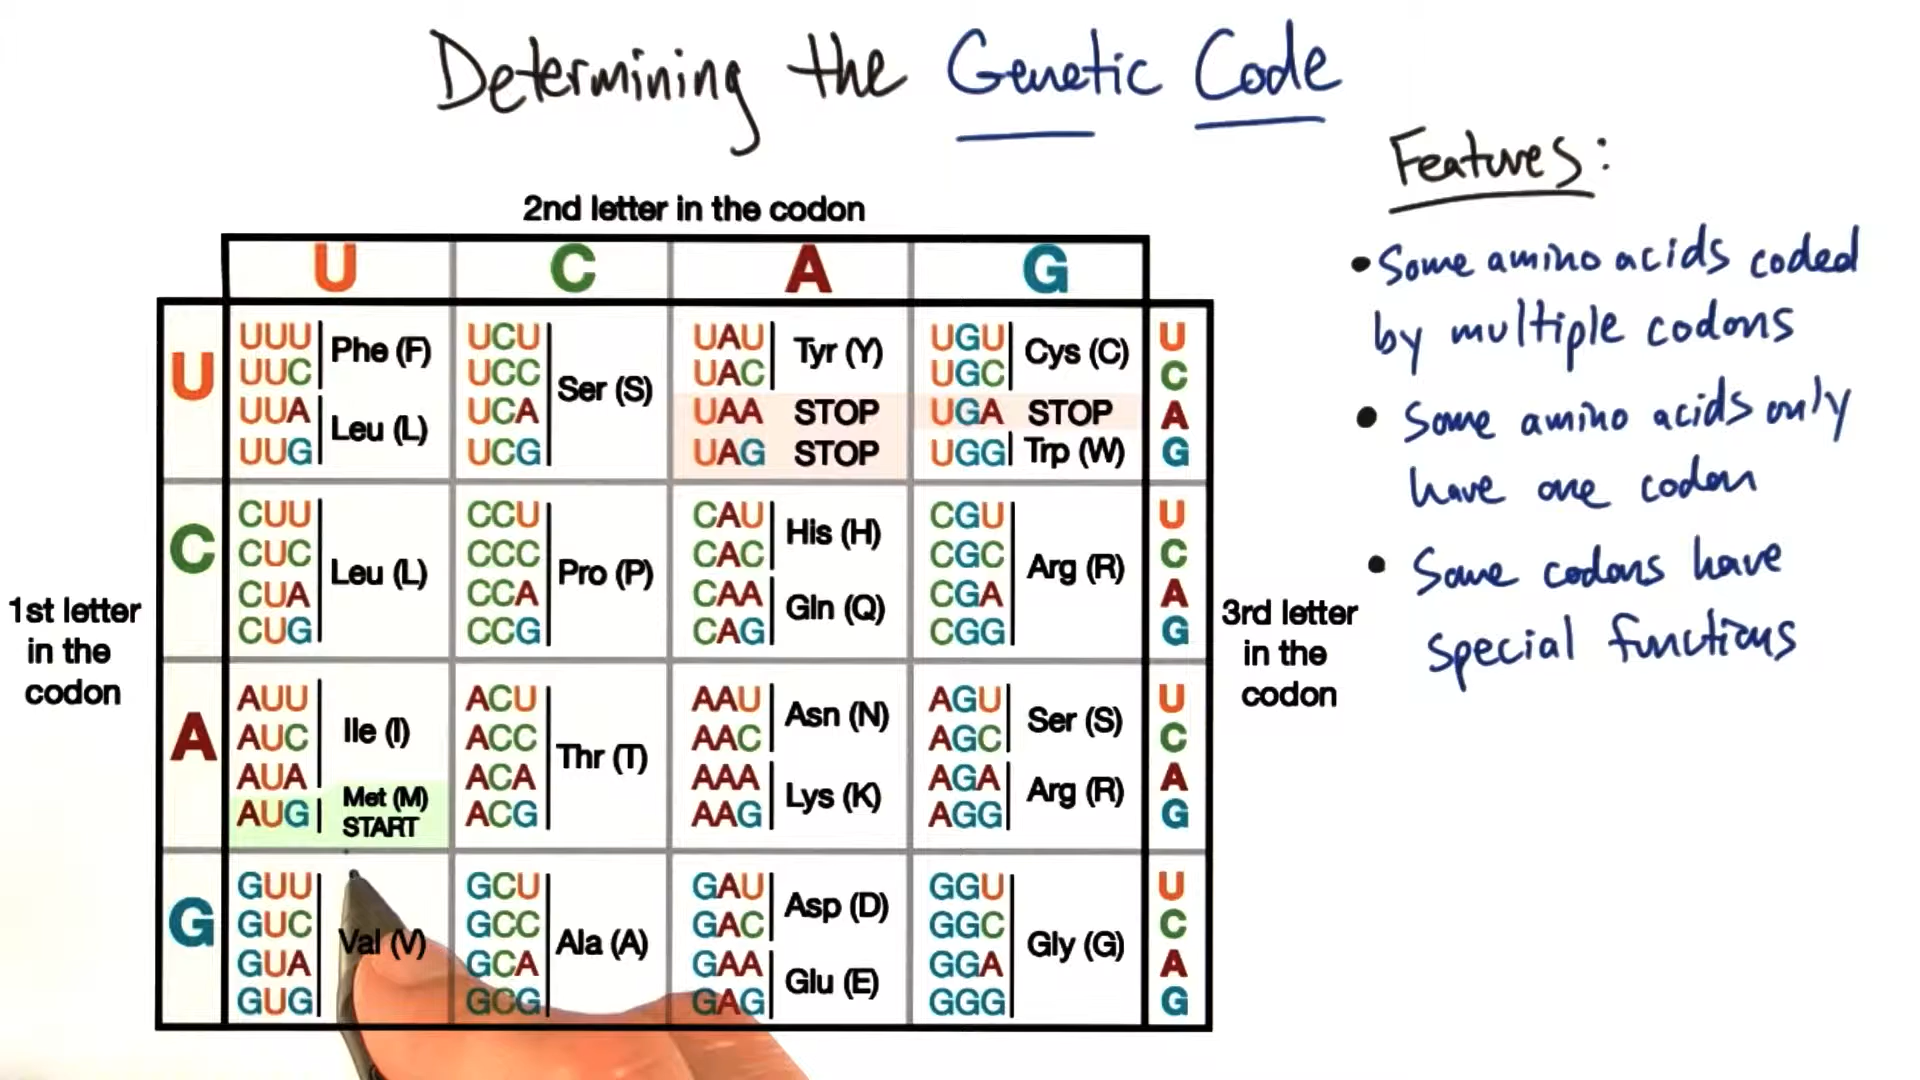 Determining the Genetic Code
Features:
• Some amino acids coded
by multiple codons
• Some amino acids only
have one codon
• Some codons have
special functions
2nd letter in the codon
U C A G
1st letter
in the
codon
3rd letter
in the
codon
U
UUU Phe (F) UCU Ser (S) UAU Tyr (Y) UGU Cys (C) U
UUC UCC UAC UGC C
UUA Leu (L) UCA UAA STOP UGA STOP A
UUG UCG UAG STOP UGG Trp (W) G
C
CUU Leu (L) CCU Pro (P) CAU His (H) CGU Arg (R) U
CUC CCC CAC CGC C
CUA CCA CAA Gln (Q) CGA A
CUG CCG CAG CGG G
A
AUU Ile (I) ACU Thr (T) AAU Asn (N) AGU Ser (S) U
AUC ACC AAC AGC C
AUA ACA AAA Lys (K) AGA Arg (R) A
AUG Met (M) START ACG AAG AGG G
G
GUU Val (V) GCU Ala (A) GAU Asp (D) GGU Gly (G) U
GUC GCC GAC GGC C
GUA GCA GAA Glu (E) GGA A
GUG GCG GAG GGG G